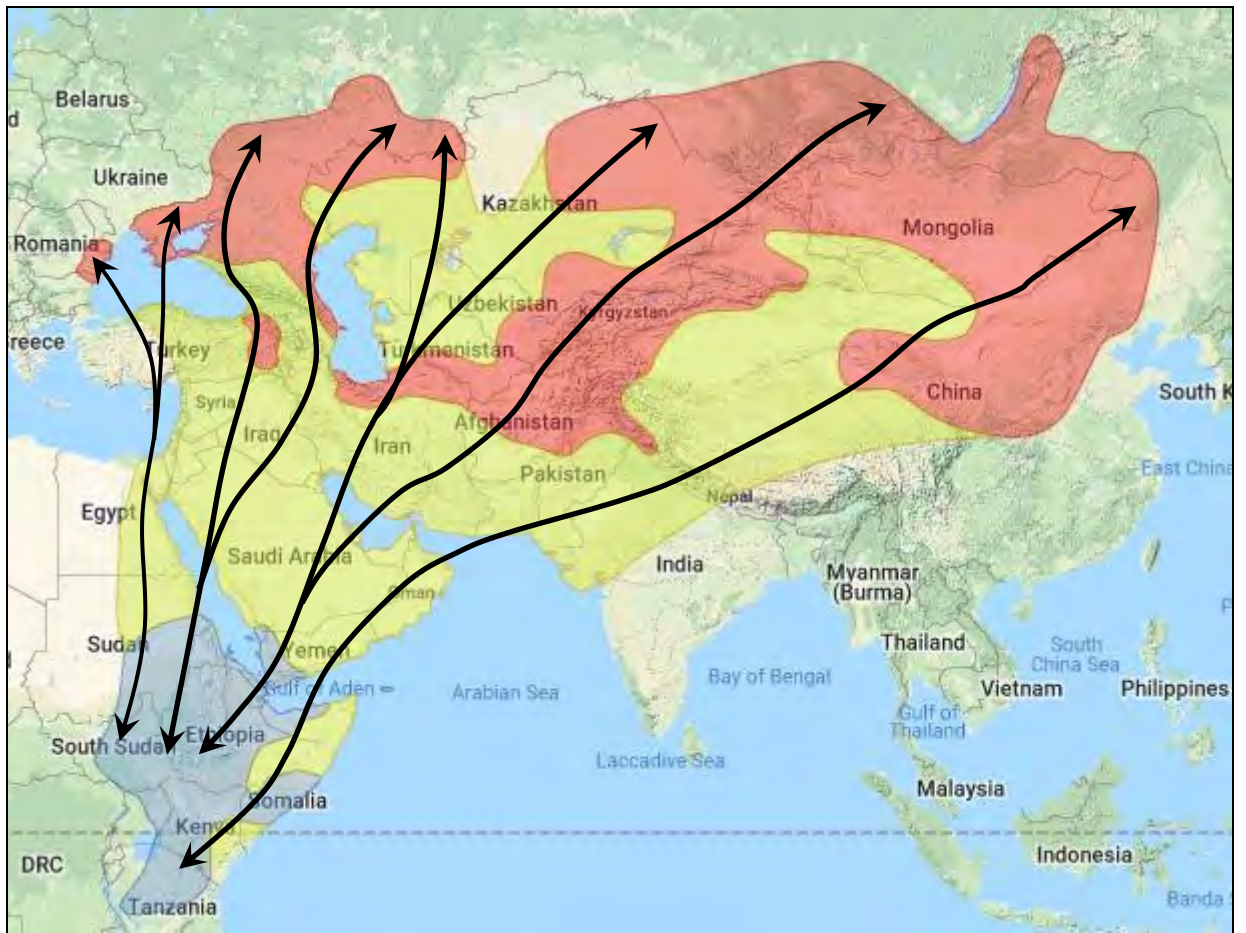 Belarus
d
Ukraine
Kazakhstan
Mongolia
Romania
Uzbekistan
Kyrgyzstan
reece
Turkey
Turkmenistan
Syria
China
South K
Iraq
Iran
Afghanistan
Pakistan
East China
Nepal
Egypt
Saudi Arabia
India
Myanmar
(Burma)
Oman
Sudan
Yemen
Thailand
South
China Sea
Gulf of Aden
Arabian Sea
Bay of Bengal
Vietnam
Philippines
Gulf of
Thailand
South Sudan
Ethiopia
Laccadive Sea
Malaysia
Somalia
Kenya
DRC
Indonesia
Tanzania
Banda S